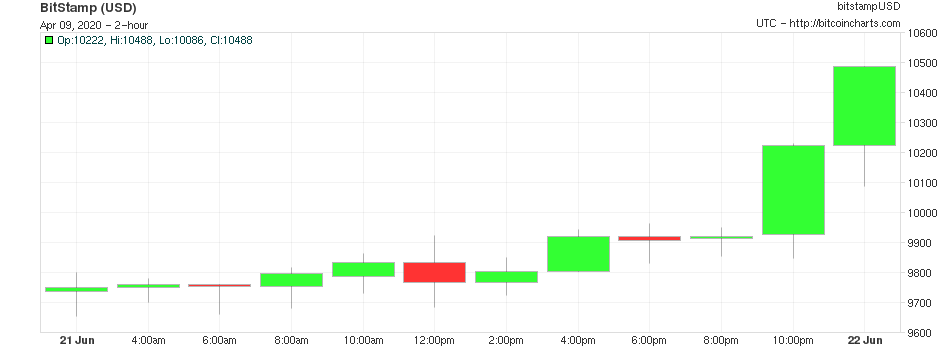 BitStamp (USD)
bitstampUSD
Apr 09, 2020 - 2-hour
UTC - http://bitcoincharts.com
Op:10222, Hi:10488, Lo:10086, Cl:10488
10600
10500
10400
10300
10200
10100
10000
9900
9800
9700
9600
21 Jun 4:00am 6:00am 8:00am 10:00am 12:00pm 2:00pm 4:00pm 6:00pm 8:00pm 10:00pm 22 Jun